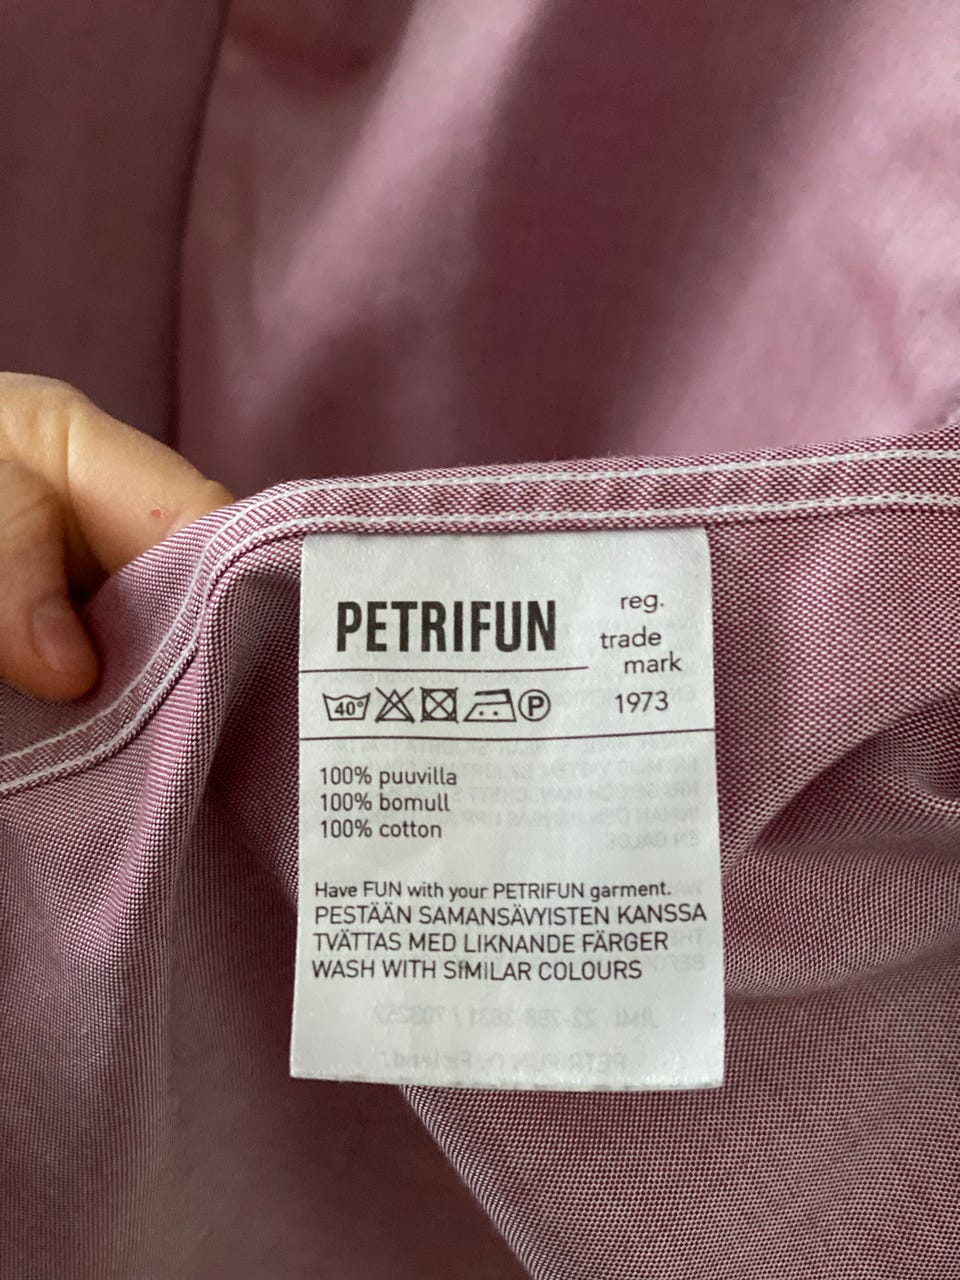 PETRIFUN
reg.
trade
mark
1973
40°
P
100% puuvilla
100% bomull
100% cotton
Have FUN with your PETRIFUN garment.
PESTÄÄN SAMANSÄVYISTEN KANSSA
TVÄTTAS MED LIKNANDE FÄRGER
WASH WITH SIMILAR COLOURS